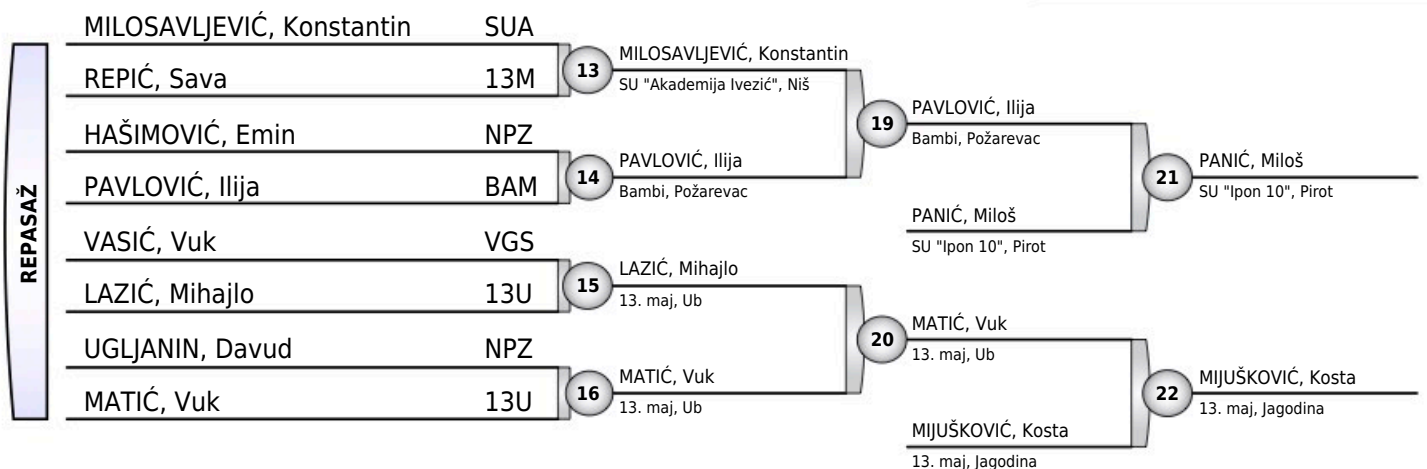 REPASAŽ
MILOSAVLJEVIĆ, Konstantin SUA
REPIĆ, Sava 13M
HAŠIMOVIĆ, Emin NPZ
PAVLOVIĆ, Ilija BAM
VASIĆ, Vuk VGS
LAZIĆ, Mihajlo 13U
UGLJANIN, Davud NPZ
MATIĆ, Vuk 13U
13
MILOSAVLJEVIĆ, Konstantin
SU "Akademija Ivezić", Niš
14
PAVLOVIĆ, Ilija
Bambi, Požarevac
15
LAZIĆ, Mihajlo
13. maj, Ub
16
MATIĆ, Vuk
13. maj, Ub
19
PAVLOVIĆ, Ilija
Bambi, Požarevac
PANIĆ, Miloš
SU "Ipon 10", Pirot
20
MATIĆ, Vuk
13. maj, Ub
MIJUŠKOVIĆ, Kosta
13. maj, Jagodina
21
PANIĆ, Miloš
SU "Ipon 10", Pirot
22
MIJUŠKOVIĆ, Kosta
13. maj, Jagodina